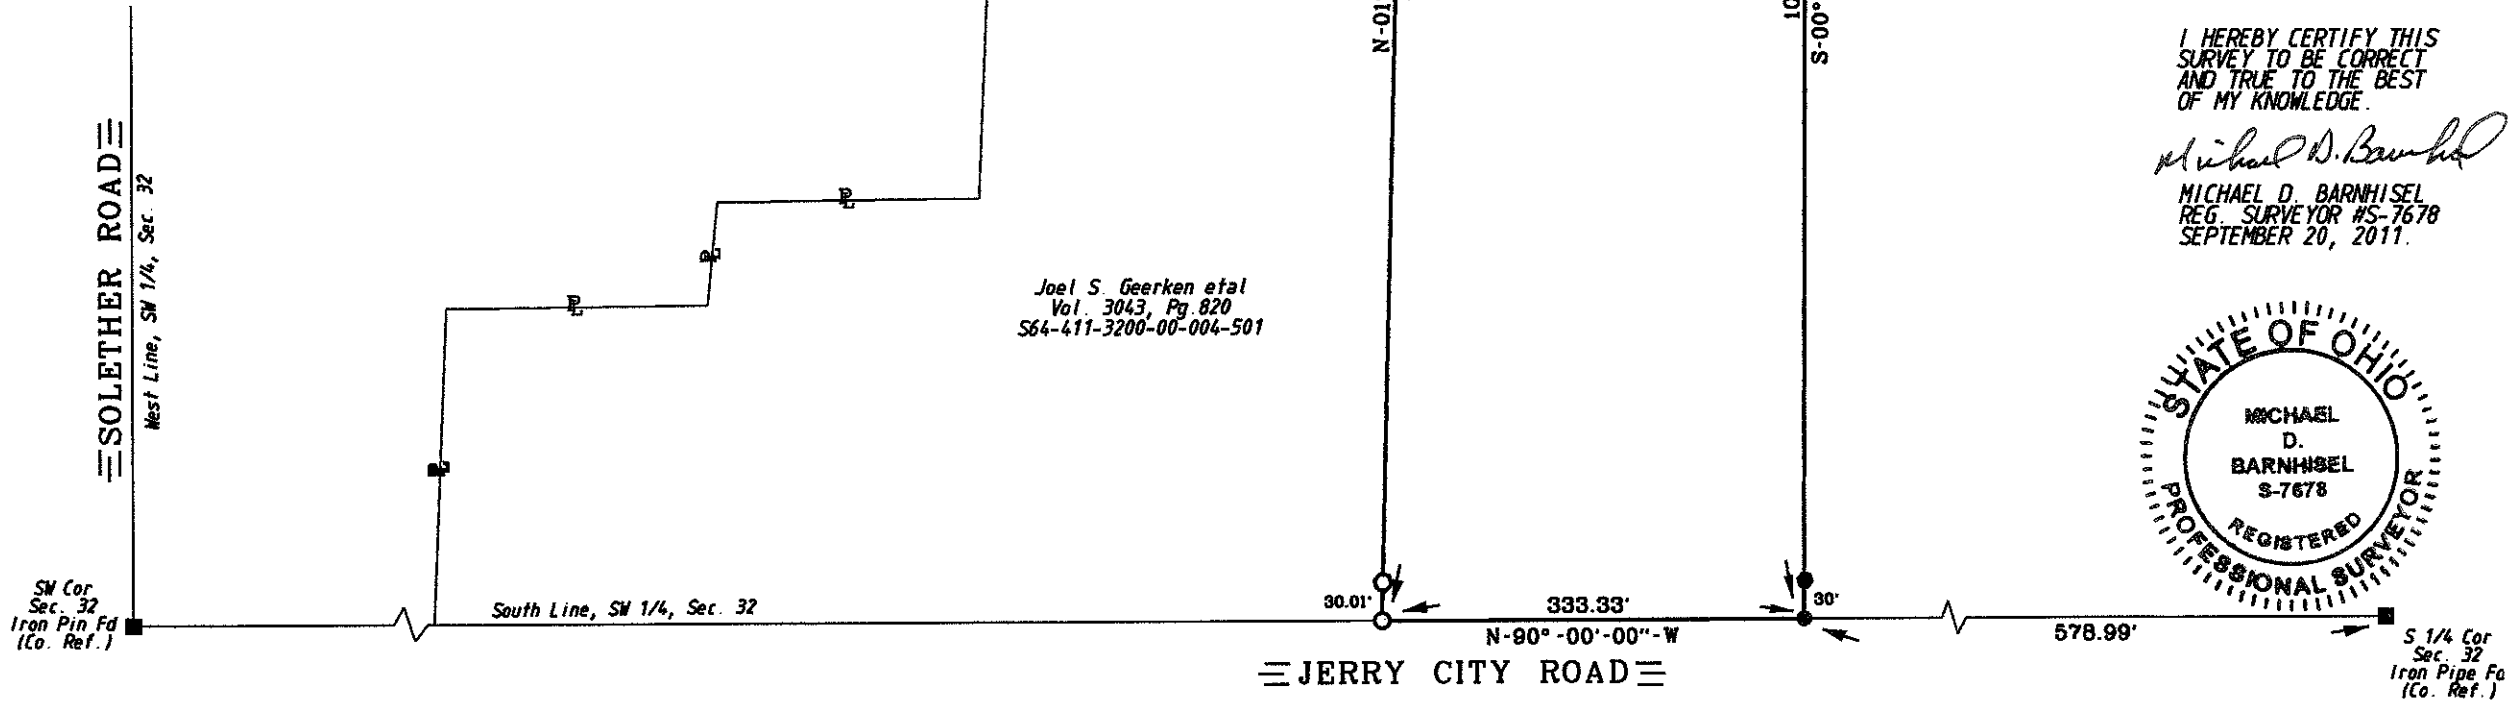 N-01
10
S-00°
I HEREBY CERTIFY THIS
SURVEY TO BE CORRECT
AND TRUE TO THE BEST
OF MY KNOWLEDGE.
Michael D. Barnhisel
MICHAEL D. BARNHISEL
REG. SURVEYOR #S-7678
SEPTEMBER 20, 2011.
SOLETHER ROAD
West Line, SW 1/4, Sec. 32
PL
PL
PL
PL
Joel S. Geerken etal
Vol. 3043, Pg.820
S64-411-3200-00-004-501
STATE OF OHIO
MICHAEL
D.
BARNHISEL
S-7678
REGISTERED
PROFESSIONAL SURVEYOR
SW Cor
Sec. 32
Iron Pin Fd
(Co. Ref.)
South Line, SW 1/4, Sec. 32
30.01'
333.33'
30'
N-90°-00'-00"-W
578.99'
S 1/4 Cor
Sec. 32
Iron Pipe Fd
(Co. Ref.)
JERRY CITY ROAD